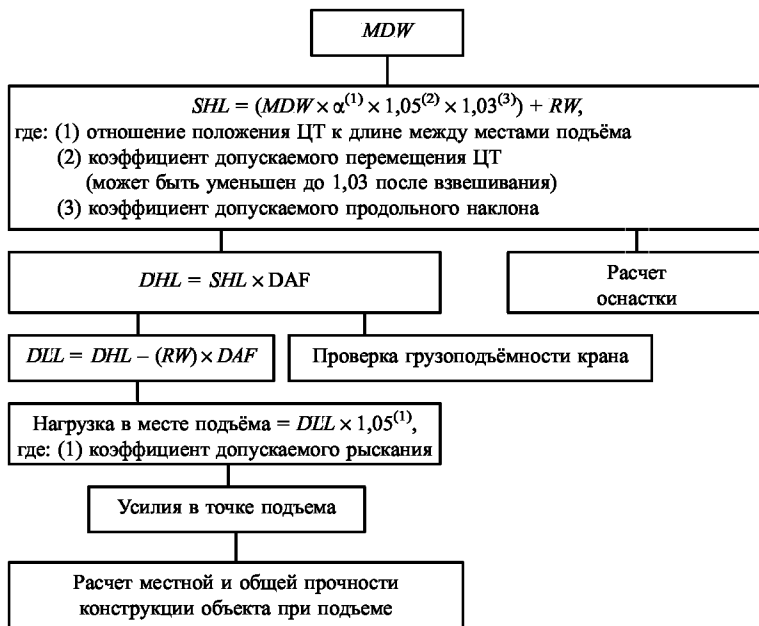 MDW
SHL = (MDW × α⁽¹⁾ × 1,05⁽²⁾ × 1,03⁽³⁾) + RW,
где: (1) отношение положения ЦТ к длине между местами подъёма
(2) коэффициент допускаемого перемещения ЦТ
(может быть уменьшен до 1,03 после взвешивания)
(3) коэффициент допускаемого продольного наклона
DHL = SHL × DAF
Расчет
оснастки
DLL = DHL – (RW) × DAF
Проверка грузоподъёмности крана
Нагрузка в месте подъёма = DLL × 1,05⁽¹⁾,
где: (1) коэффициент допускаемого рыскания
Усилия в точке подъема
Расчет местной и общей прочности
конструкции объекта при подъеме